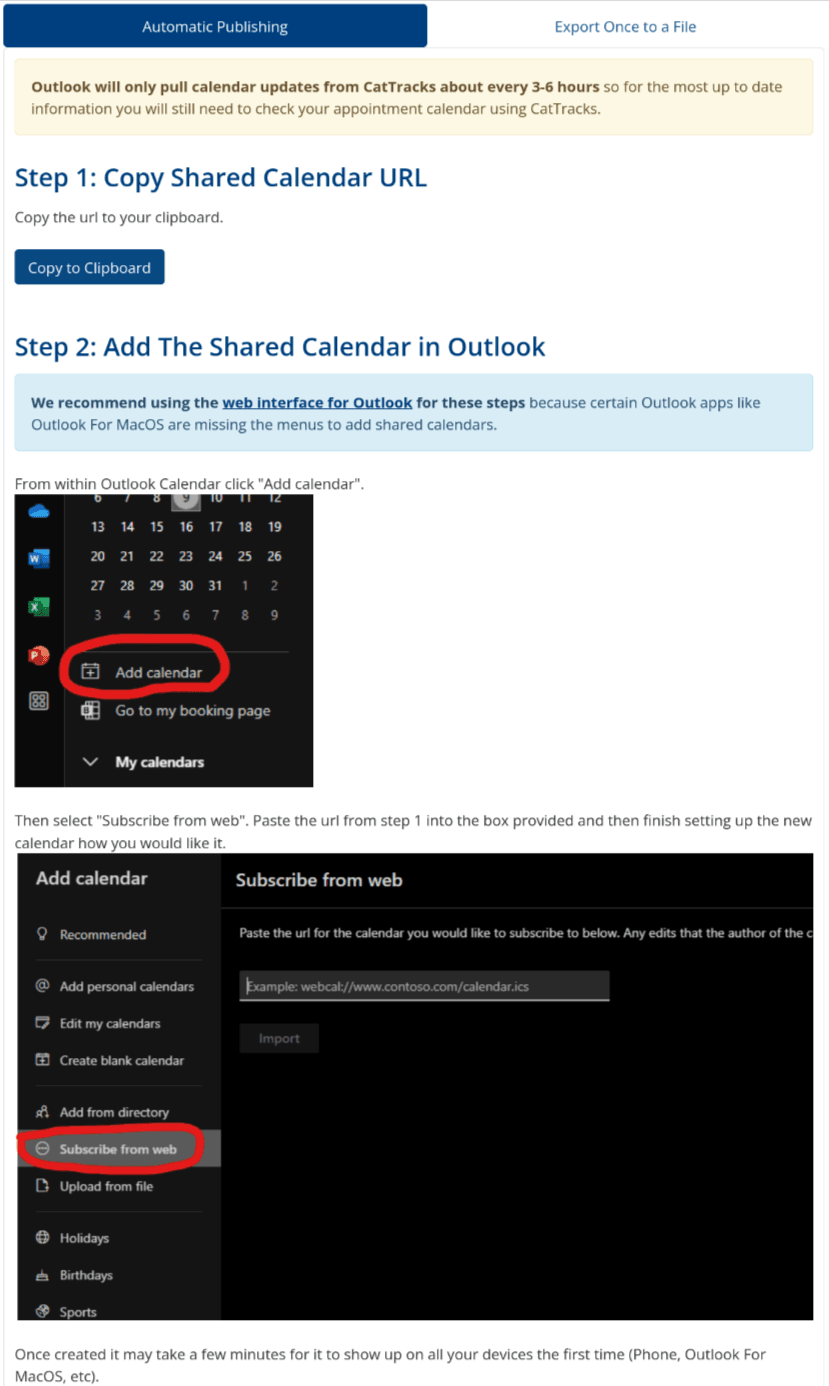 Automatic Publishing
Export Once to a File
Outlook will only pull calendar updates from CatTracks about every 3-6 hours so for the most up to date
information you will still need to check your appointment calendar using CatTracks.
Step 1: Copy Shared Calendar URL
Copy the url to your clipboard.
Copy to Clipboard
Step 2: Add The Shared Calendar in Outlook
We recommend using the web interface for Outlook for these steps because certain Outlook apps like
Outlook For MacOS are missing the menus to add shared calendars.
From within Outlook Calendar click "Add calendar".
6 7 8 9 10 11 12
13 14 15 16 17 18 19
20 21 22 23 24 25 26
27 28 29 30 31 1 2
3 4 5 6 7 8 9
Add calendar
Go to my booking page
My calendars
Then select "Subscribe from web". Paste the url from step 1 into the box provided and then finish setting up the new
calendar how you would like it.
Add calendar
Subscribe from web
Recommended
Paste the url for the calendar you would like to subscribe to below. Any edits that the author of the c
Add personal calendars
Example: webcal://www.contoso.com/calendar.ics
Edit my calendars
Import
Create blank calendar
Add from directory
Subscribe from web
Upload from file
Holidays
Birthdays
Sports
Once created it may take a few minutes for it to show up on all your devices the first time (Phone, Outlook For
MacOS, etc).